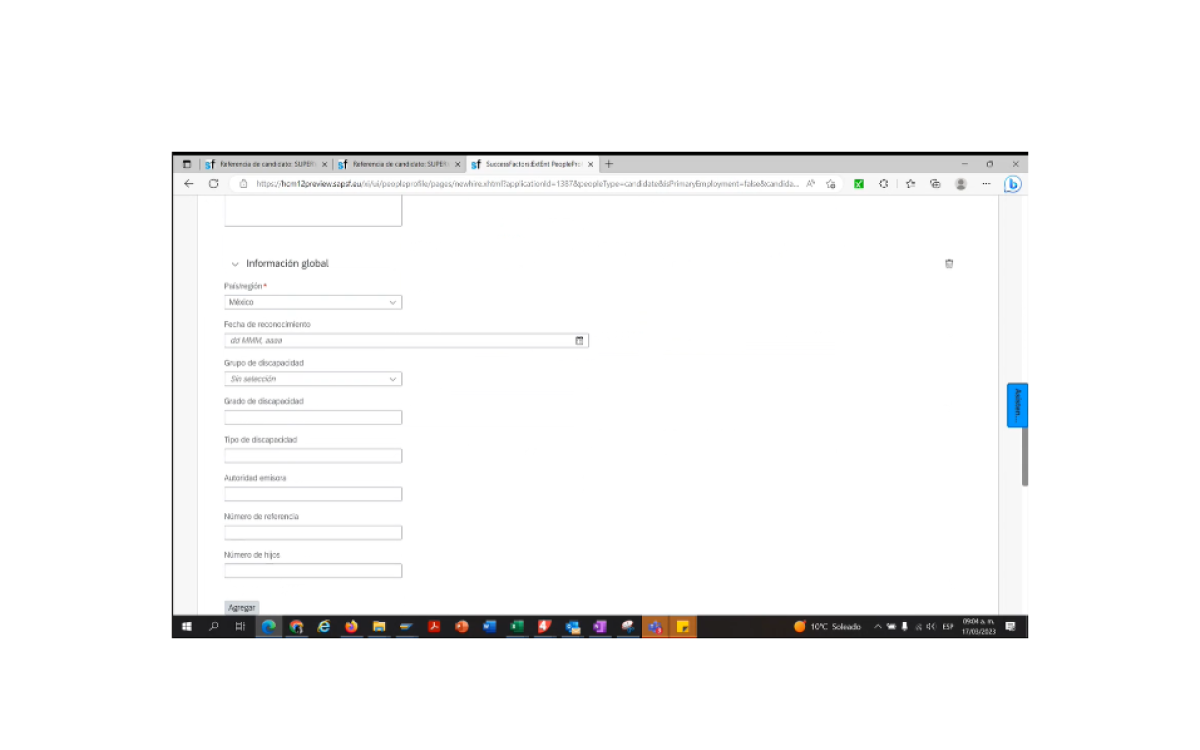 Referencia de candidato: SUPER
Referencia de candidato: SUPER
SuccessFactors:ExtEnt PeopleProf
https://hcm12preview.sapsf.eu/xi/ui/peopleprofile/pages/newhire.xhtml?applicationId=1387&peopleType=candidate&isPrimaryEmployment=false&candida...
Información global
País/región*
México
Fecha de reconocimiento
dd MMM, aaaa
Grupo de discapacidad
Sin selección
Grado de discapacidad
Tipo de discapacidad
Autoridad emisora
Número de referencia
Número de hijos
Agregar
Asisten...
10°C Soleado
ESP
09:04 a. m.
17/03/2023